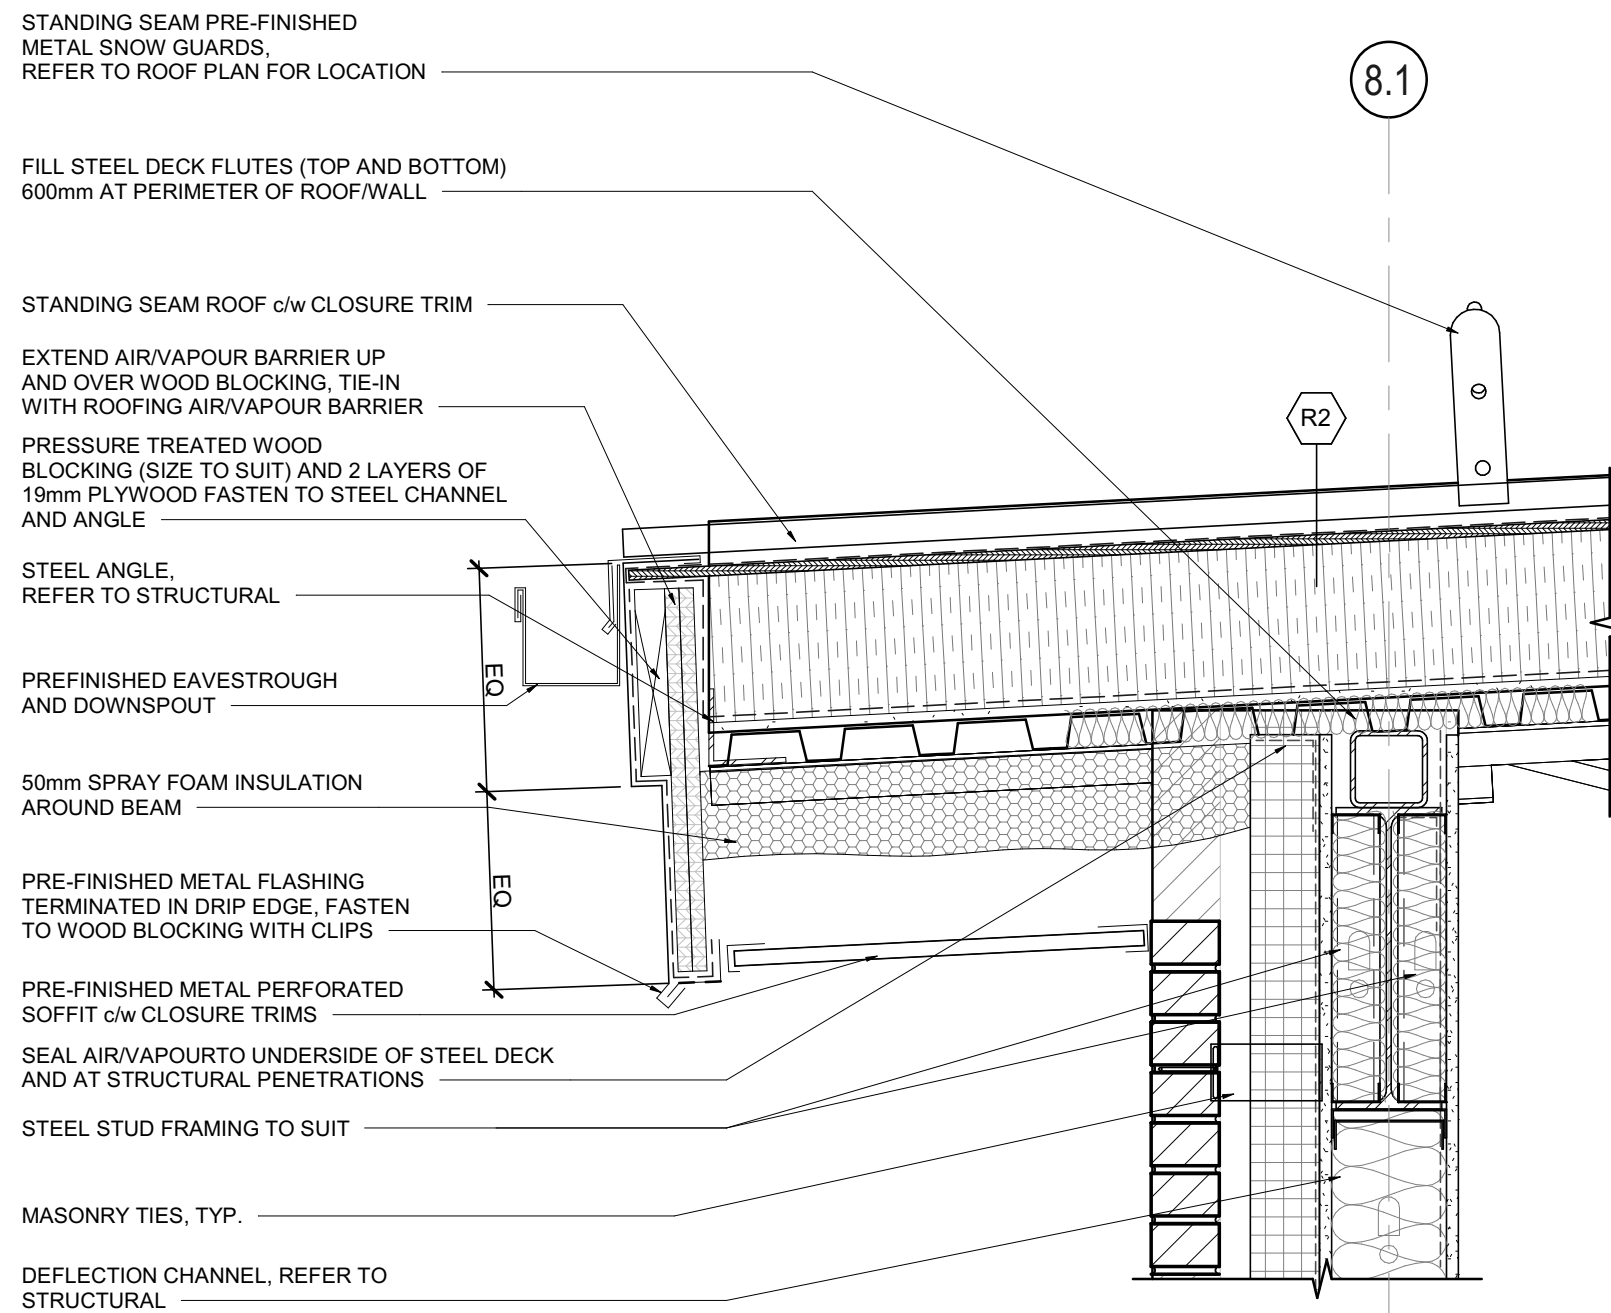 STANDING SEAM PRE-FINISHED
METAL SNOW GUARDS,
REFER TO ROOF PLAN FOR LOCATION
8.1
FILL STEEL DECK FLUTES (TOP AND BOTTOM)
600mm AT PERIMETER OF ROOF/WALL
STANDING SEAM ROOF c/w CLOSURE TRIM
EXTEND AIR/VAPOUR BARRIER UP
AND OVER WOOD BLOCKING, TIE-IN
WITH ROOFING AIR/VAPOUR BARRIER
R2
PRESSURE TREATED WOOD
BLOCKING (SIZE TO SUIT) AND 2 LAYERS OF
19mm PLYWOOD FASTEN TO STEEL CHANNEL
AND ANGLE
STEEL ANGLE,
REFER TO STRUCTURAL
PREFINISHED EAVESTROUGH
AND DOWNSPOUT
EQ
50mm SPRAY FOAM INSULATION
AROUND BEAM
EQ
PRE-FINISHED METAL FLASHING
TERMINATED IN DRIP EDGE, FASTEN
TO WOOD BLOCKING WITH CLIPS
PRE-FINISHED METAL PERFORATED
SOFFIT c/w CLOSURE TRIMS
SEAL AIR/VAPOURTO UNDERSIDE OF STEEL DECK
AND AT STRUCTURAL PENETRATIONS
STEEL STUD FRAMING TO SUIT
MASONRY TIES, TYP.
DEFLECTION CHANNEL, REFER TO
STRUCTURAL